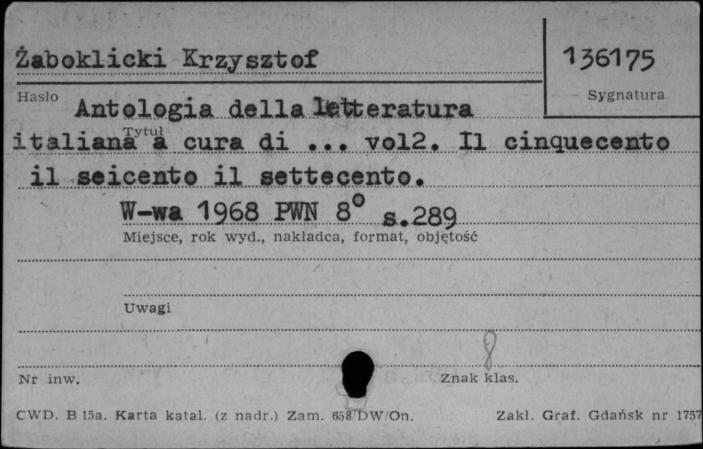 Żaboklicki Krzysztof
136175
Hasło
Sygnatura
Antologia della letteratura
Tytuł
italiana a cura di ... vol2. Il cinquecento
il seicento il settecento.
W-wa 1968 PWN 8° s.289
Miejsce, rok wyd., nakładca, format, objętość
Uwagi
8
Nr inw.
Znak klas.
CWD. B 15a. Karta katal. (z nadr.) Zam. 658/DW/On.
Zakł. Graf. Gdańsk nr 1757